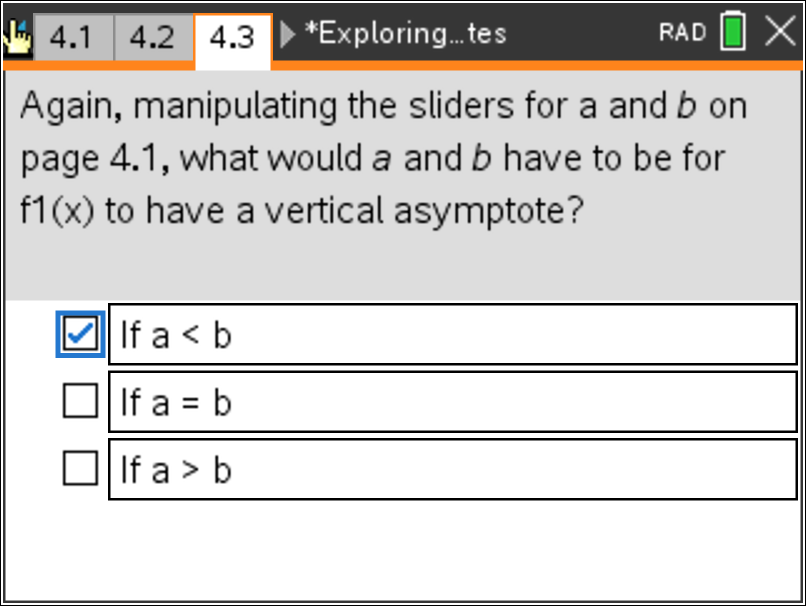 4.1 4.2 4.3 *Exploring…tes RAD
Again, manipulating the sliders for a and b on
page 4.1, what would a and b have to be for
f1(x) to have a vertical asymptote?
If a < b
If a = b
If a > b